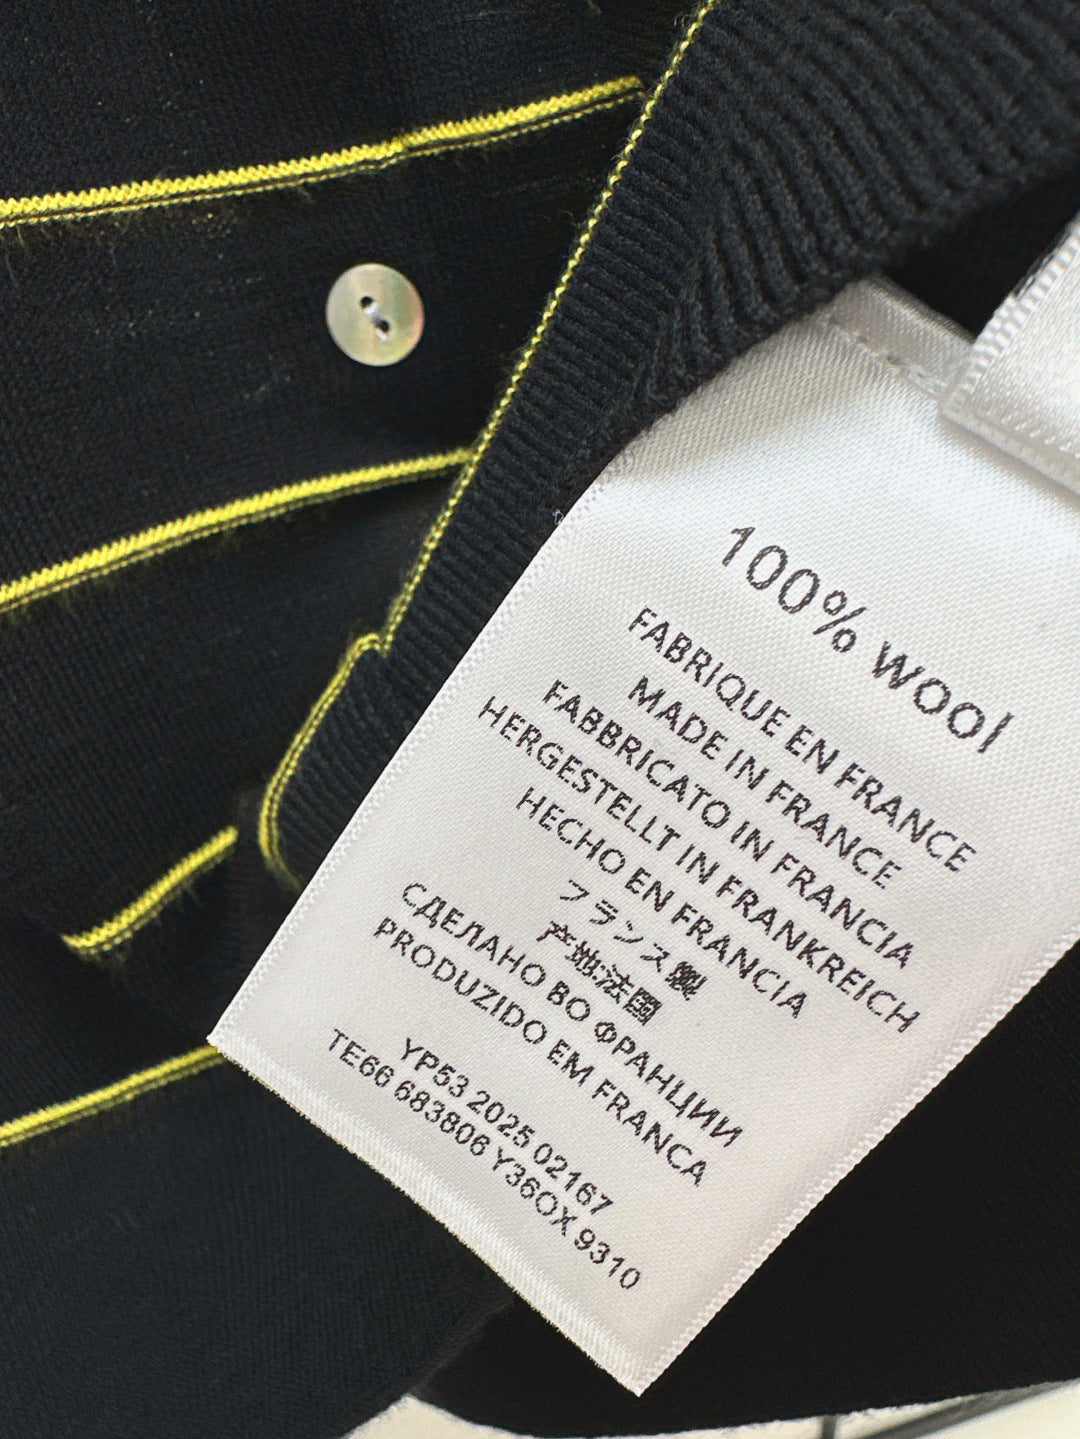 100% WOOl
FABRIQUE EN FRANCE
MADE IN FRANCE
FABBRICATO IN FRANCIA
HERGESTELLT IN FRANKREICH
HECHO EN FRANCIA
フランス製
产地法国
СДЕЛАНО ВО ФРАНЦИИ
PRODUZIDO EM FRANCA
YP53 2025 02167
TE66 683806 Y36OX 9310